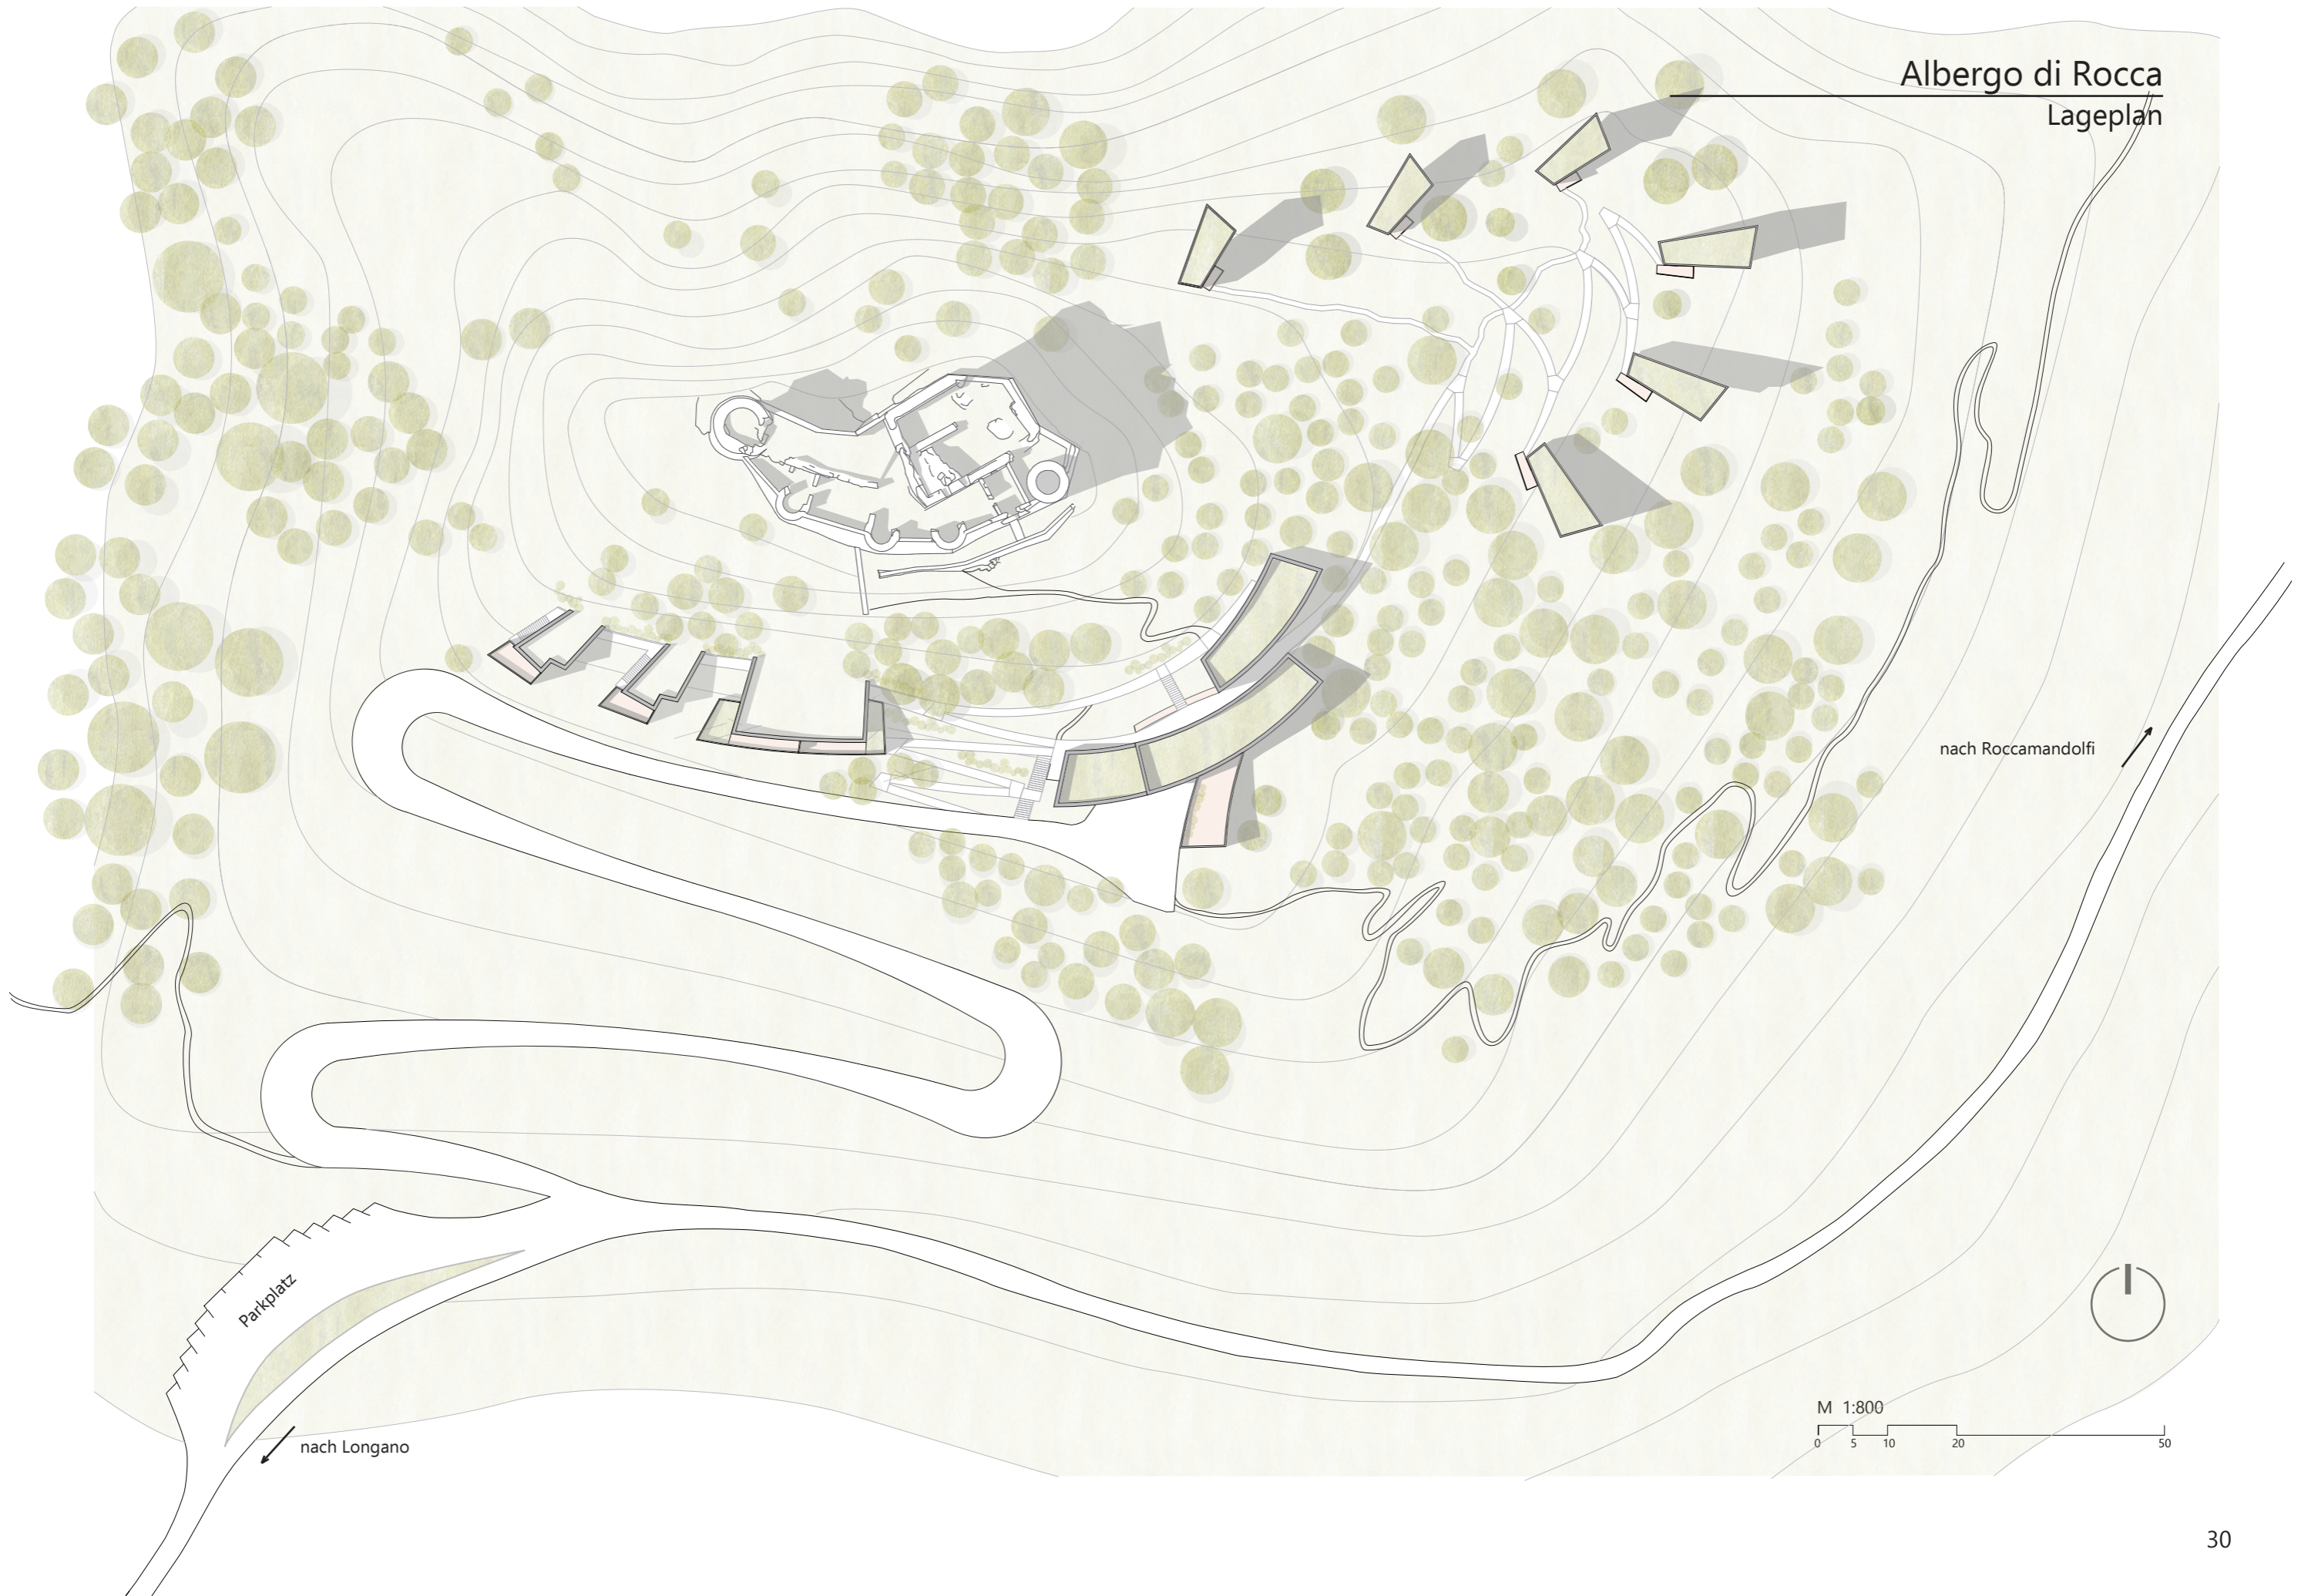 Albergo di Rocca
Lageplan
nach Roccamandolfi
Parkplatz
nach Longano
M 1:800
0 5 10 20 50
30